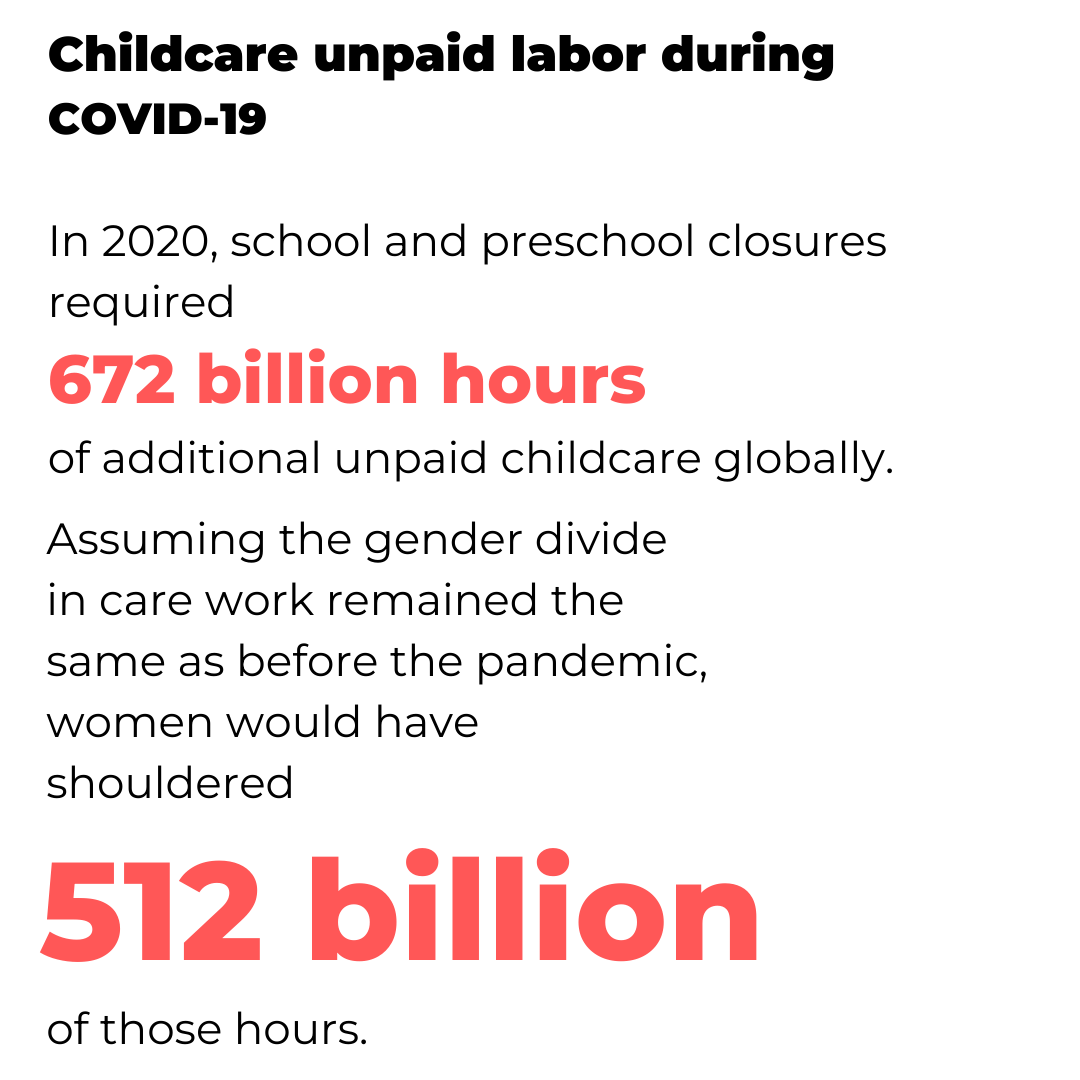 Childcare unpaid labor during
COVID-19
In 2020, school and preschool closures
required
672 billion hours
of additional unpaid childcare globally.
Assuming the gender divide
in care work remained the
same as before the pandemic,
women would have
shouldered
512 billion
of those hours.